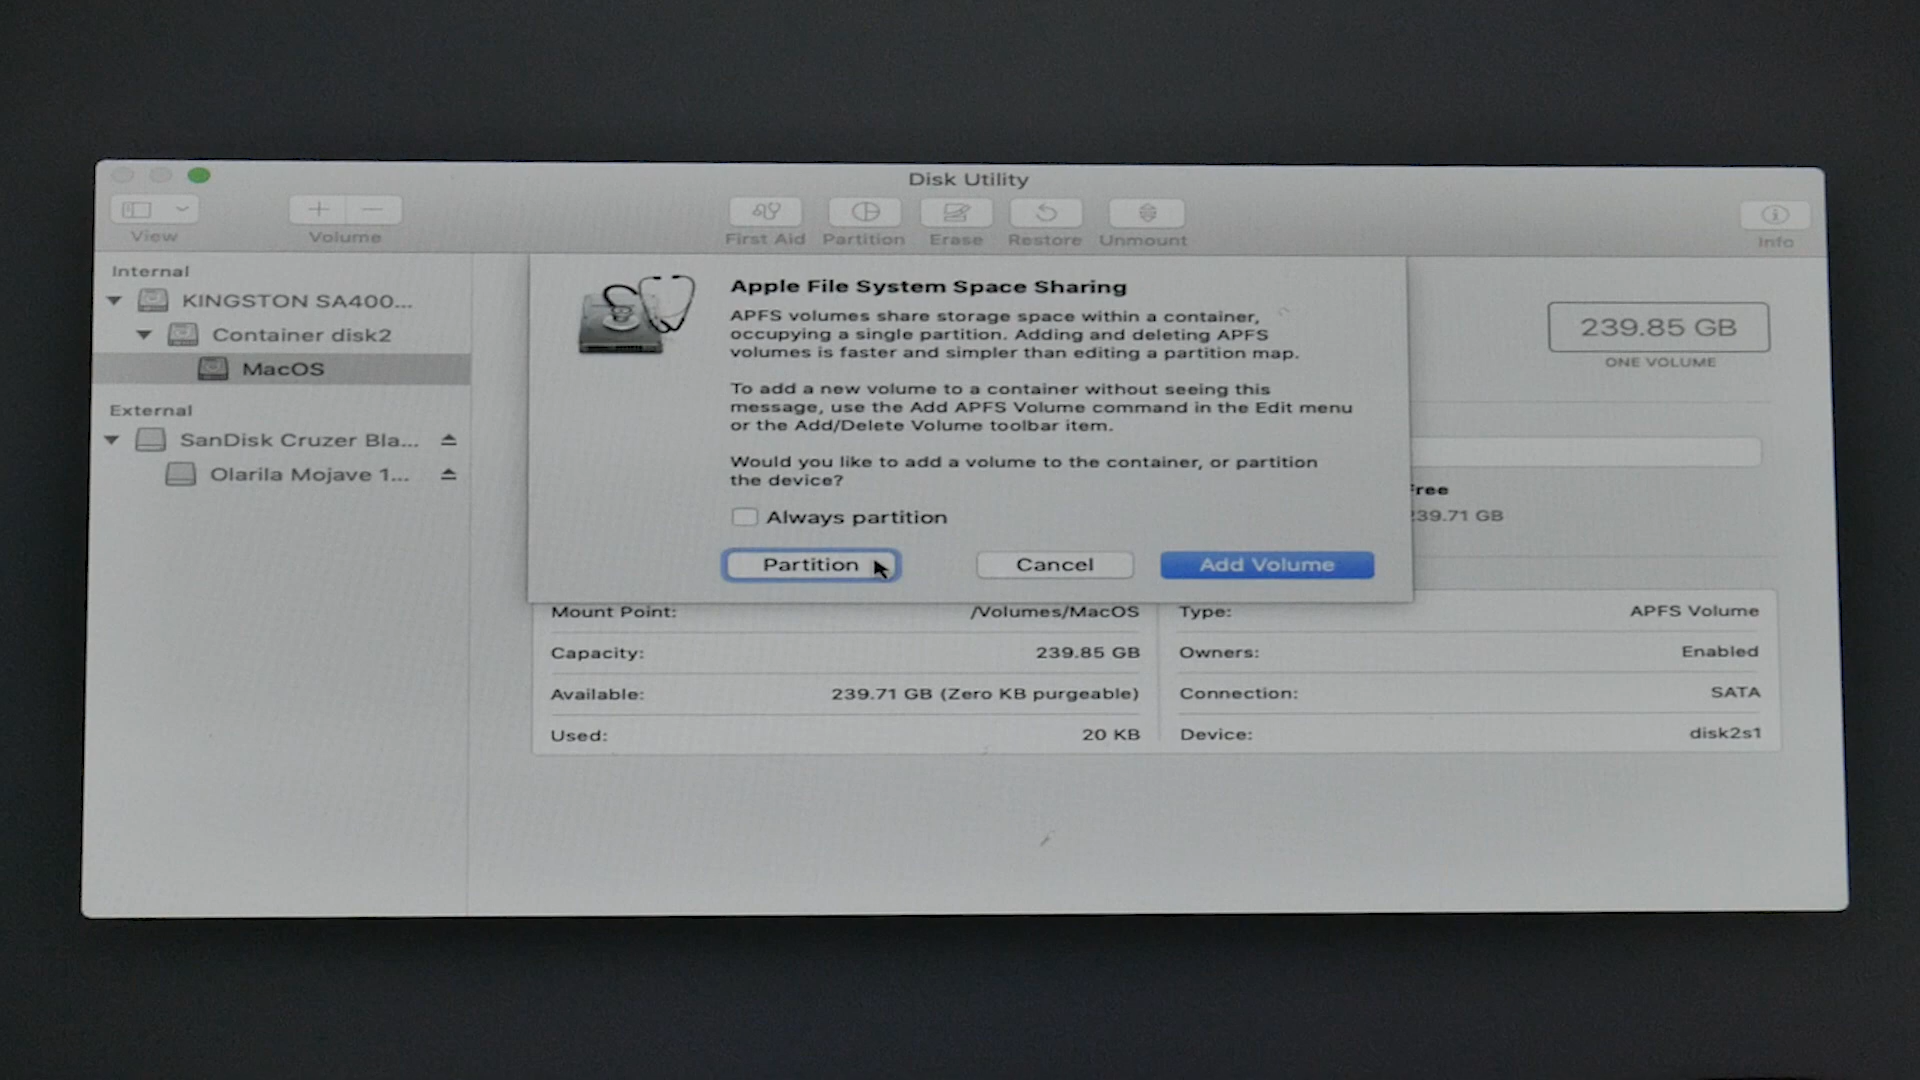 Disk Utility
View
Volume
First Aid
Partition
Erase
Restore
Unmount
Info
Internal
KINGSTON SA400...
Container disk2
MacOS
External
SanDisk Cruzer Bla...
Olarila Mojave 1...
Apple File System Space Sharing
APFS volumes share storage space within a container,
occupying a single partition. Adding and deleting APFS
volumes is faster and simpler than editing a partition map.
To add a new volume to a container without seeing this
message, use the Add APFS Volume command in the Edit menu
or the Add/Delete Volume toolbar item.
Would you like to add a volume to the container, or partition
the device?
Always partition
Partition
Cancel
Add Volume
239.85 GB
ONE VOLUME
Free
239.71 GB
Mount Point: /Volumes/MacOS
Type: APFS Volume
Capacity: 239.85 GB
Owners: Enabled
Available: 239.71 GB (Zero KB purgeable)
Connection: SATA
Used: 20 KB
Device: disk2s1